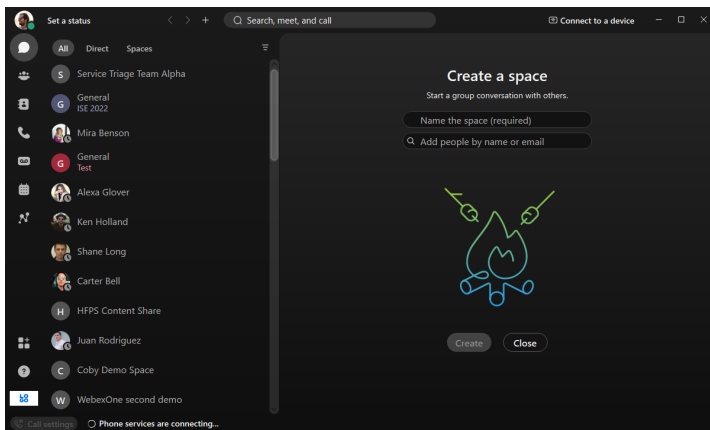 Set a status
Search, meet, and call
Connect to a device
All Direct Spaces
S Service Triage Team Alpha
G General
ISE 2022
Mira Benson
G General
Test
Alexa Glover
Ken Holland
Shane Long
Carter Bell
H HFPS Content Share
Juan Rodriguez
C Coby Demo Space
W WebexOne second demo
Call settings
Phone services are connecting...
Create a space
Start a group conversation with others.
Name the space (required)
Add people by name or email
Create Close